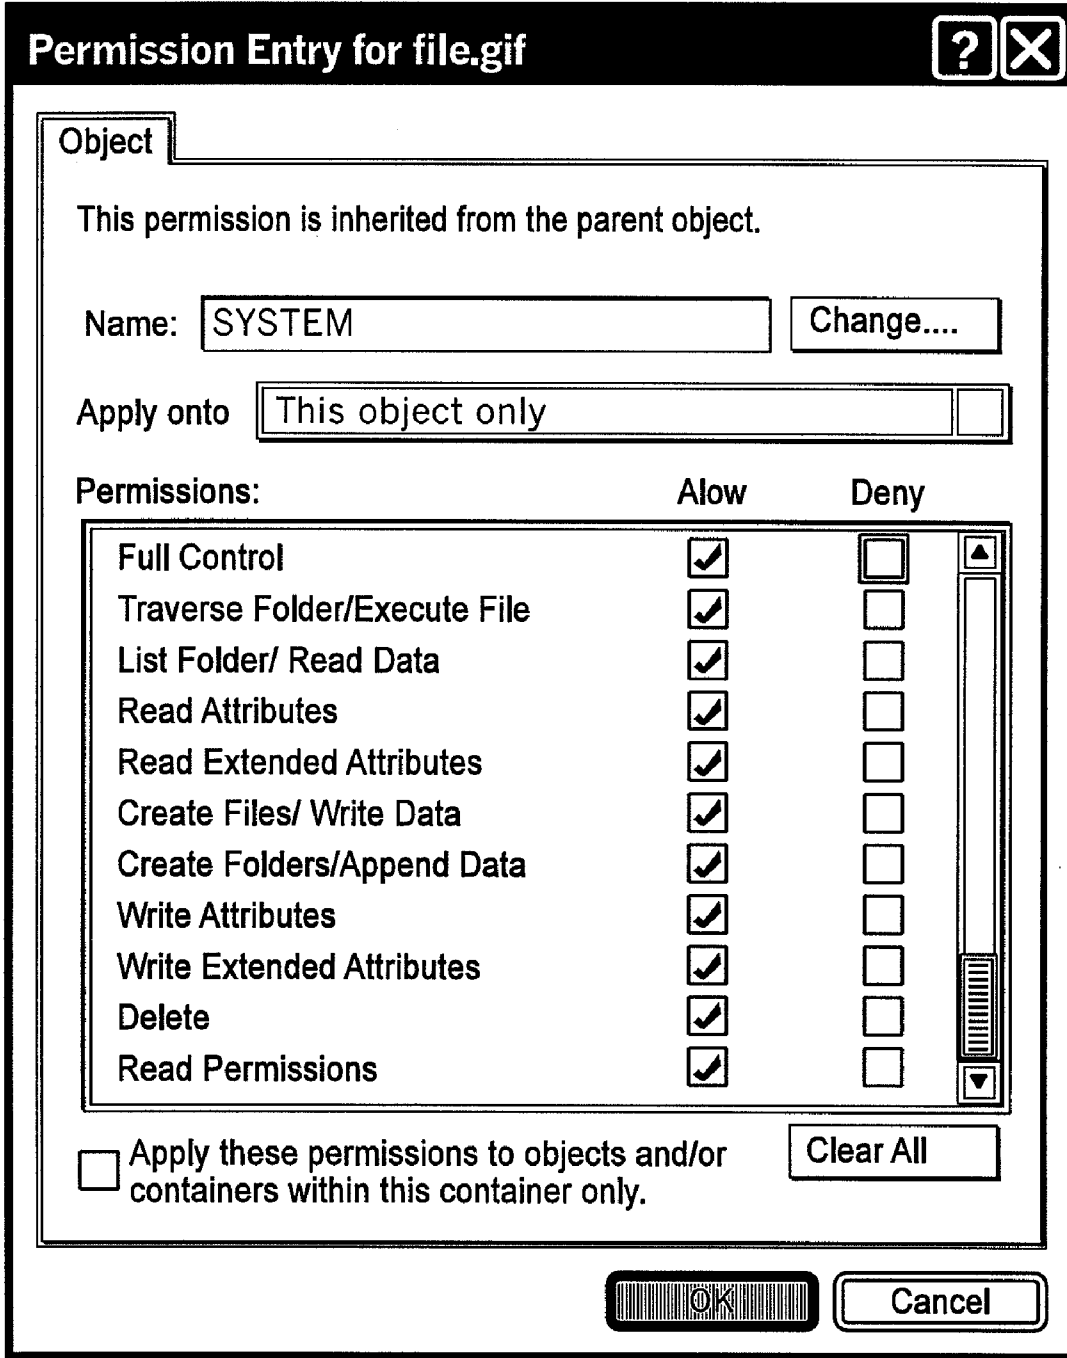 Permission Entry for file.gif ? X
Object
This permission is inherited from the parent object.
Name: SYSTEM Change....
Apply onto This object only
Permissions: Alow Deny
Full Control
Traverse Folder/Execute File
List Folder/ Read Data
Read Attributes
Read Extended Attributes
Create Files/ Write Data
Create Folders/Append Data
Write Attributes
Write Extended Attributes
Delete
Read Permissions
Apply these permissions to objects and/or
containers within this container only.
Clear All
OK Cancel